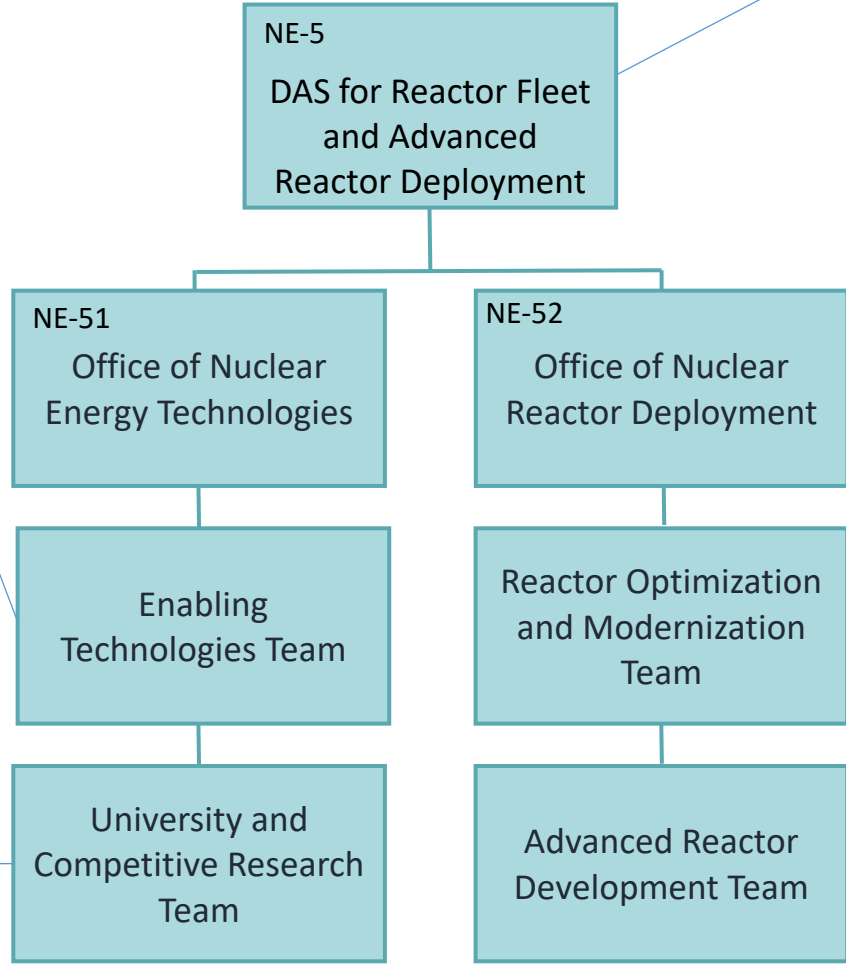 NE-5
DAS for Reactor Fleet
and Advanced
Reactor Deployment
NE-51
Office of Nuclear
Energy Technologies
NE-52
Office of Nuclear
Reactor Deployment
Enabling
Technologies Team
Reactor Optimization
and Modernization
Team
University and
Competitive Research
Team
Advanced Reactor
Development Team